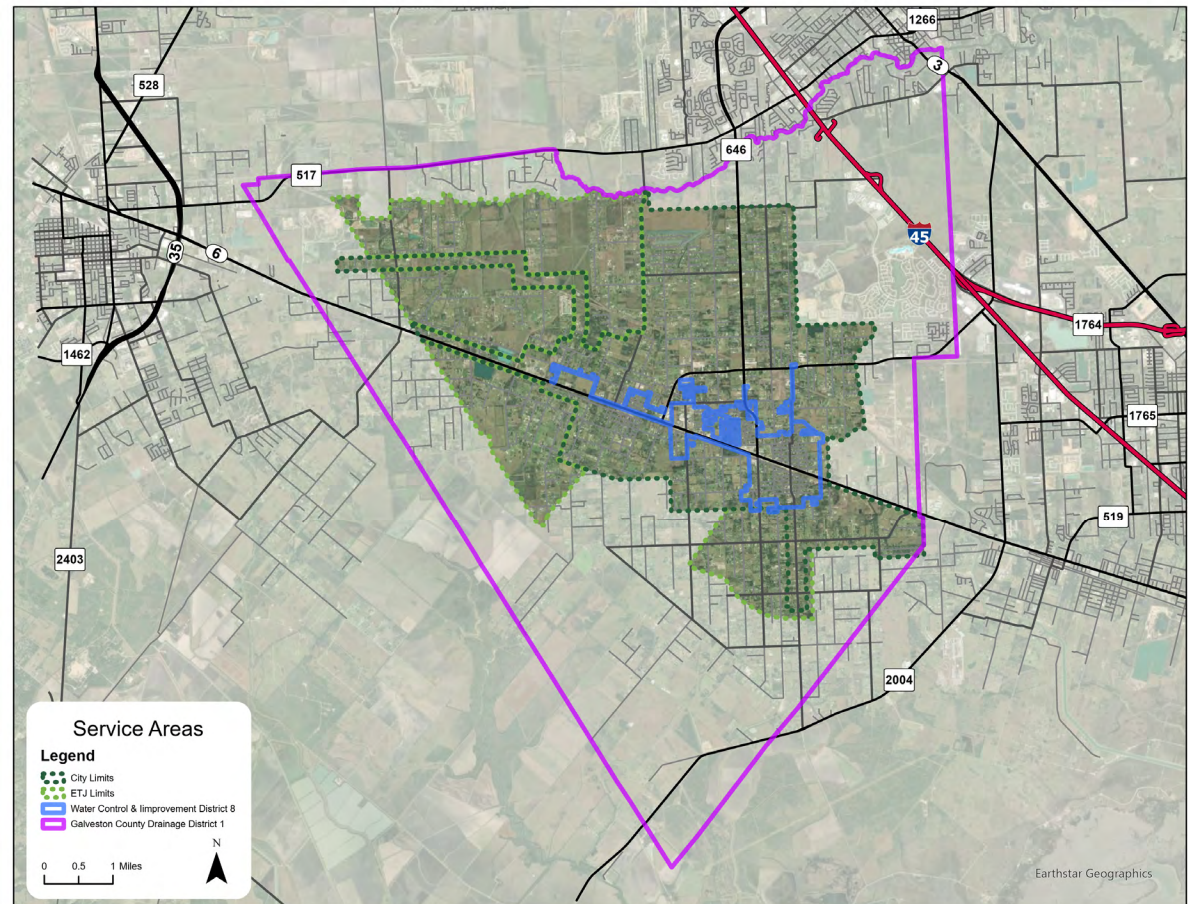 1266
3
528
646
517
45
35
6
1764
1462
1765
519
2403
2004
Service Areas
Legend
City Limits
ETJ Limits
Water Control & Iimprovement District 8
Galveston County Drainage District 1
N
0 0.5 1 Miles
Earthstar Geographics